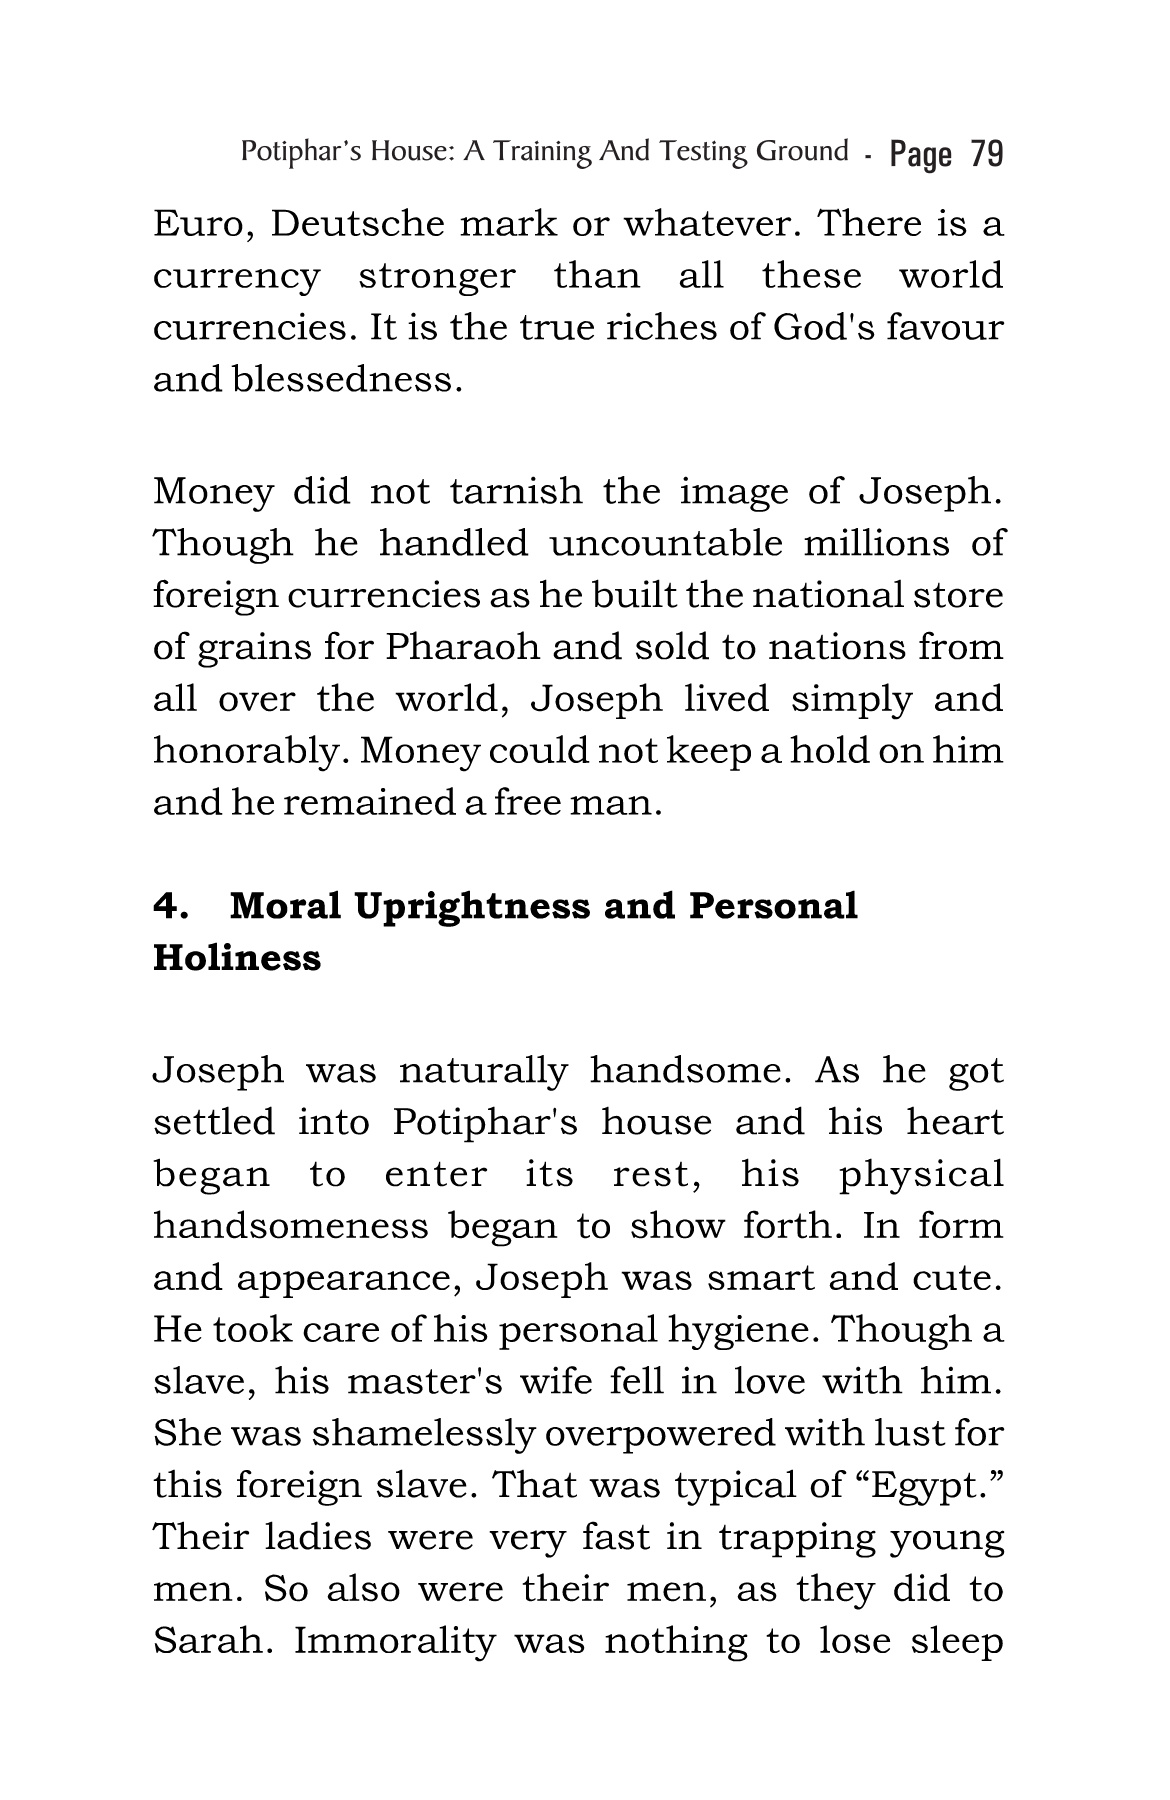 Potiphar's House: A Training And Testing Ground - Page 79
Euro, Deutsche mark or whatever. There is a
currency stronger than all these world
currencies. It is the true riches of God's favour
and blessedness.
Money did not tarnish the image of Joseph.
Though he handled uncountable millions of
foreign currencies as he built the national store
of grains for Pharaoh and sold to nations from
all over the world, Joseph lived simply and
honorably. Money could not keep a hold on him
and he remained a free man.
4. Moral Uprightness and Personal
Holiness
Joseph was naturally handsome. As he got
settled into Potiphar's house and his heart
began to enter its rest, his physical
handsomeness began to show forth. In form
and appearance, Joseph was smart and cute.
He took care of his personal hygiene. Though a
slave, his master's wife fell in love with him.
She was shamelessly overpowered with lust for
this foreign slave. That was typical of “Egypt.”
Their ladies were very fast in trapping young
men. So also were their men, as they did to
Sarah. Immorality was nothing to lose sleep